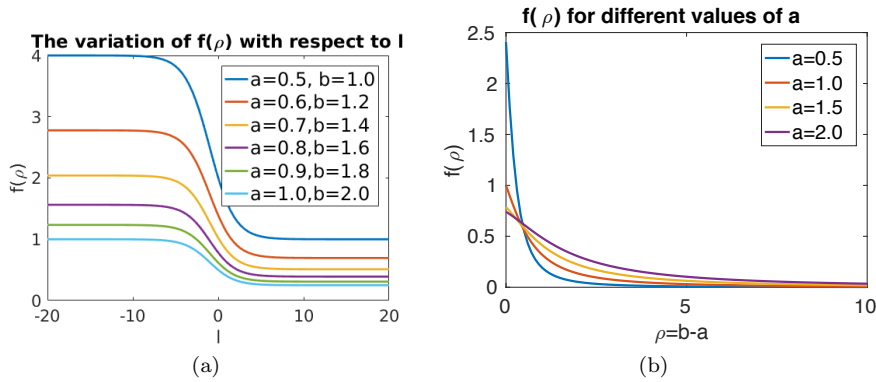 The variation of f(ρ) with respect to l
4
3
2
1
0
f(ρ)
-20
-10
0
10
20
l
a=0.5, b=1.0
a=0.6,b=1.2
a=0.7,b=1.4
a=0.8,b=1.6
a=0.9,b=1.8
a=1.0,b=2.0
(a)
f( ρ) for different values of a
2.5
2
1.5
1
0.5
0
f(ρ)
0
5
10
ρ=b-a
a=0.5
a=1.0
a=1.5
a=2.0
(b)